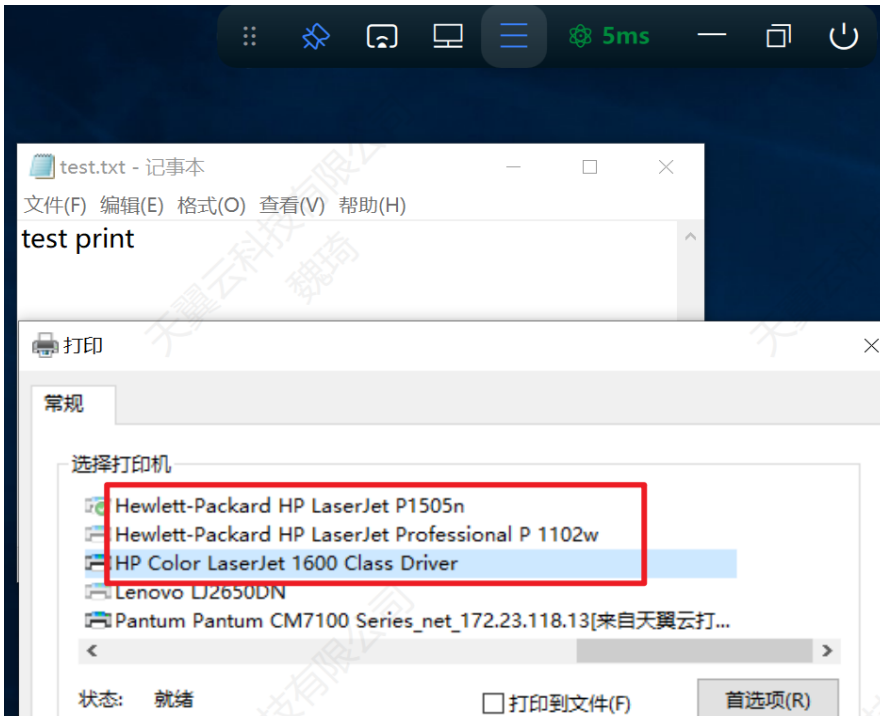 5ms
test.txt - 记事本
文件(F) 编辑(E) 格式(O) 查看(V) 帮助(H)
test print
天翼云科技有限公司
魏琦
打印
常规
选择打印机
Hewlett-Packard HP LaserJet P1505n
Hewlett-Packard HP LaserJet Professional P 1102w
HP Color LaserJet 1600 Class Driver
Lenovo LJ2650DN
Pantum Pantum CM7100 Series_net_172.23.118.13[来自天翼云打...
状态: 就绪
打印到文件(F)
首选项(R)